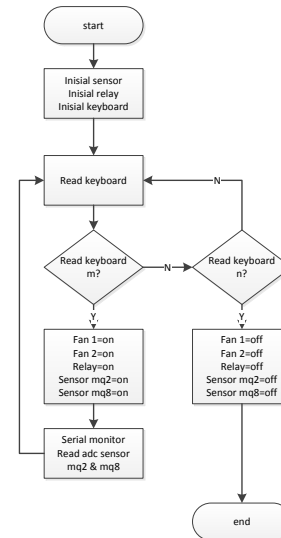 start
Inisial sensor
Inisial relay
Inisial keyboard
Read keyboard
N
Read keyboard
m?
N
Read keyboard
n?
Y
Y
Fan 1=on
Fan 2=on
Relay=on
Sensor mq2=on
Sensor mq8=on
Fan 1=off
Fan 2=off
Relay=off
Sensor mq2=off
Sensor mq8=off
Serial monitor
Read adc sensor
mq2 & mq8
end